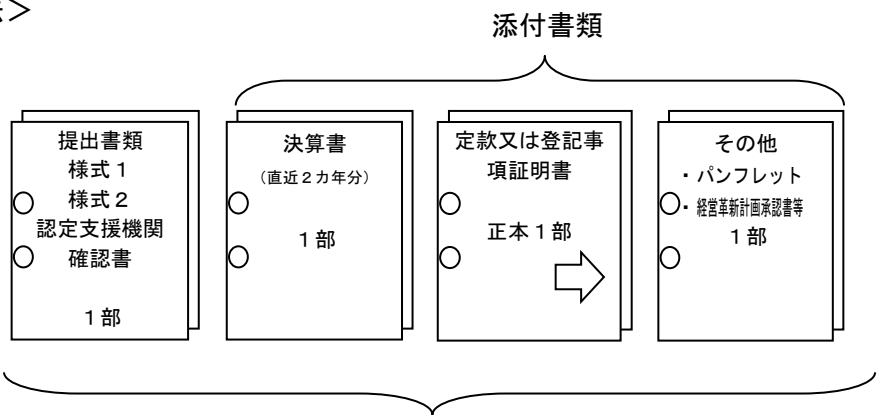 ＞
添付書類
提出書類
様式１
様式２
認定支援機関
確認書
１部
決算書
（直近２カ年分）
１部
定款又は登記事
項証明書
正本１部
その他
・パンフレット
・経営革新計画承認書等
１部